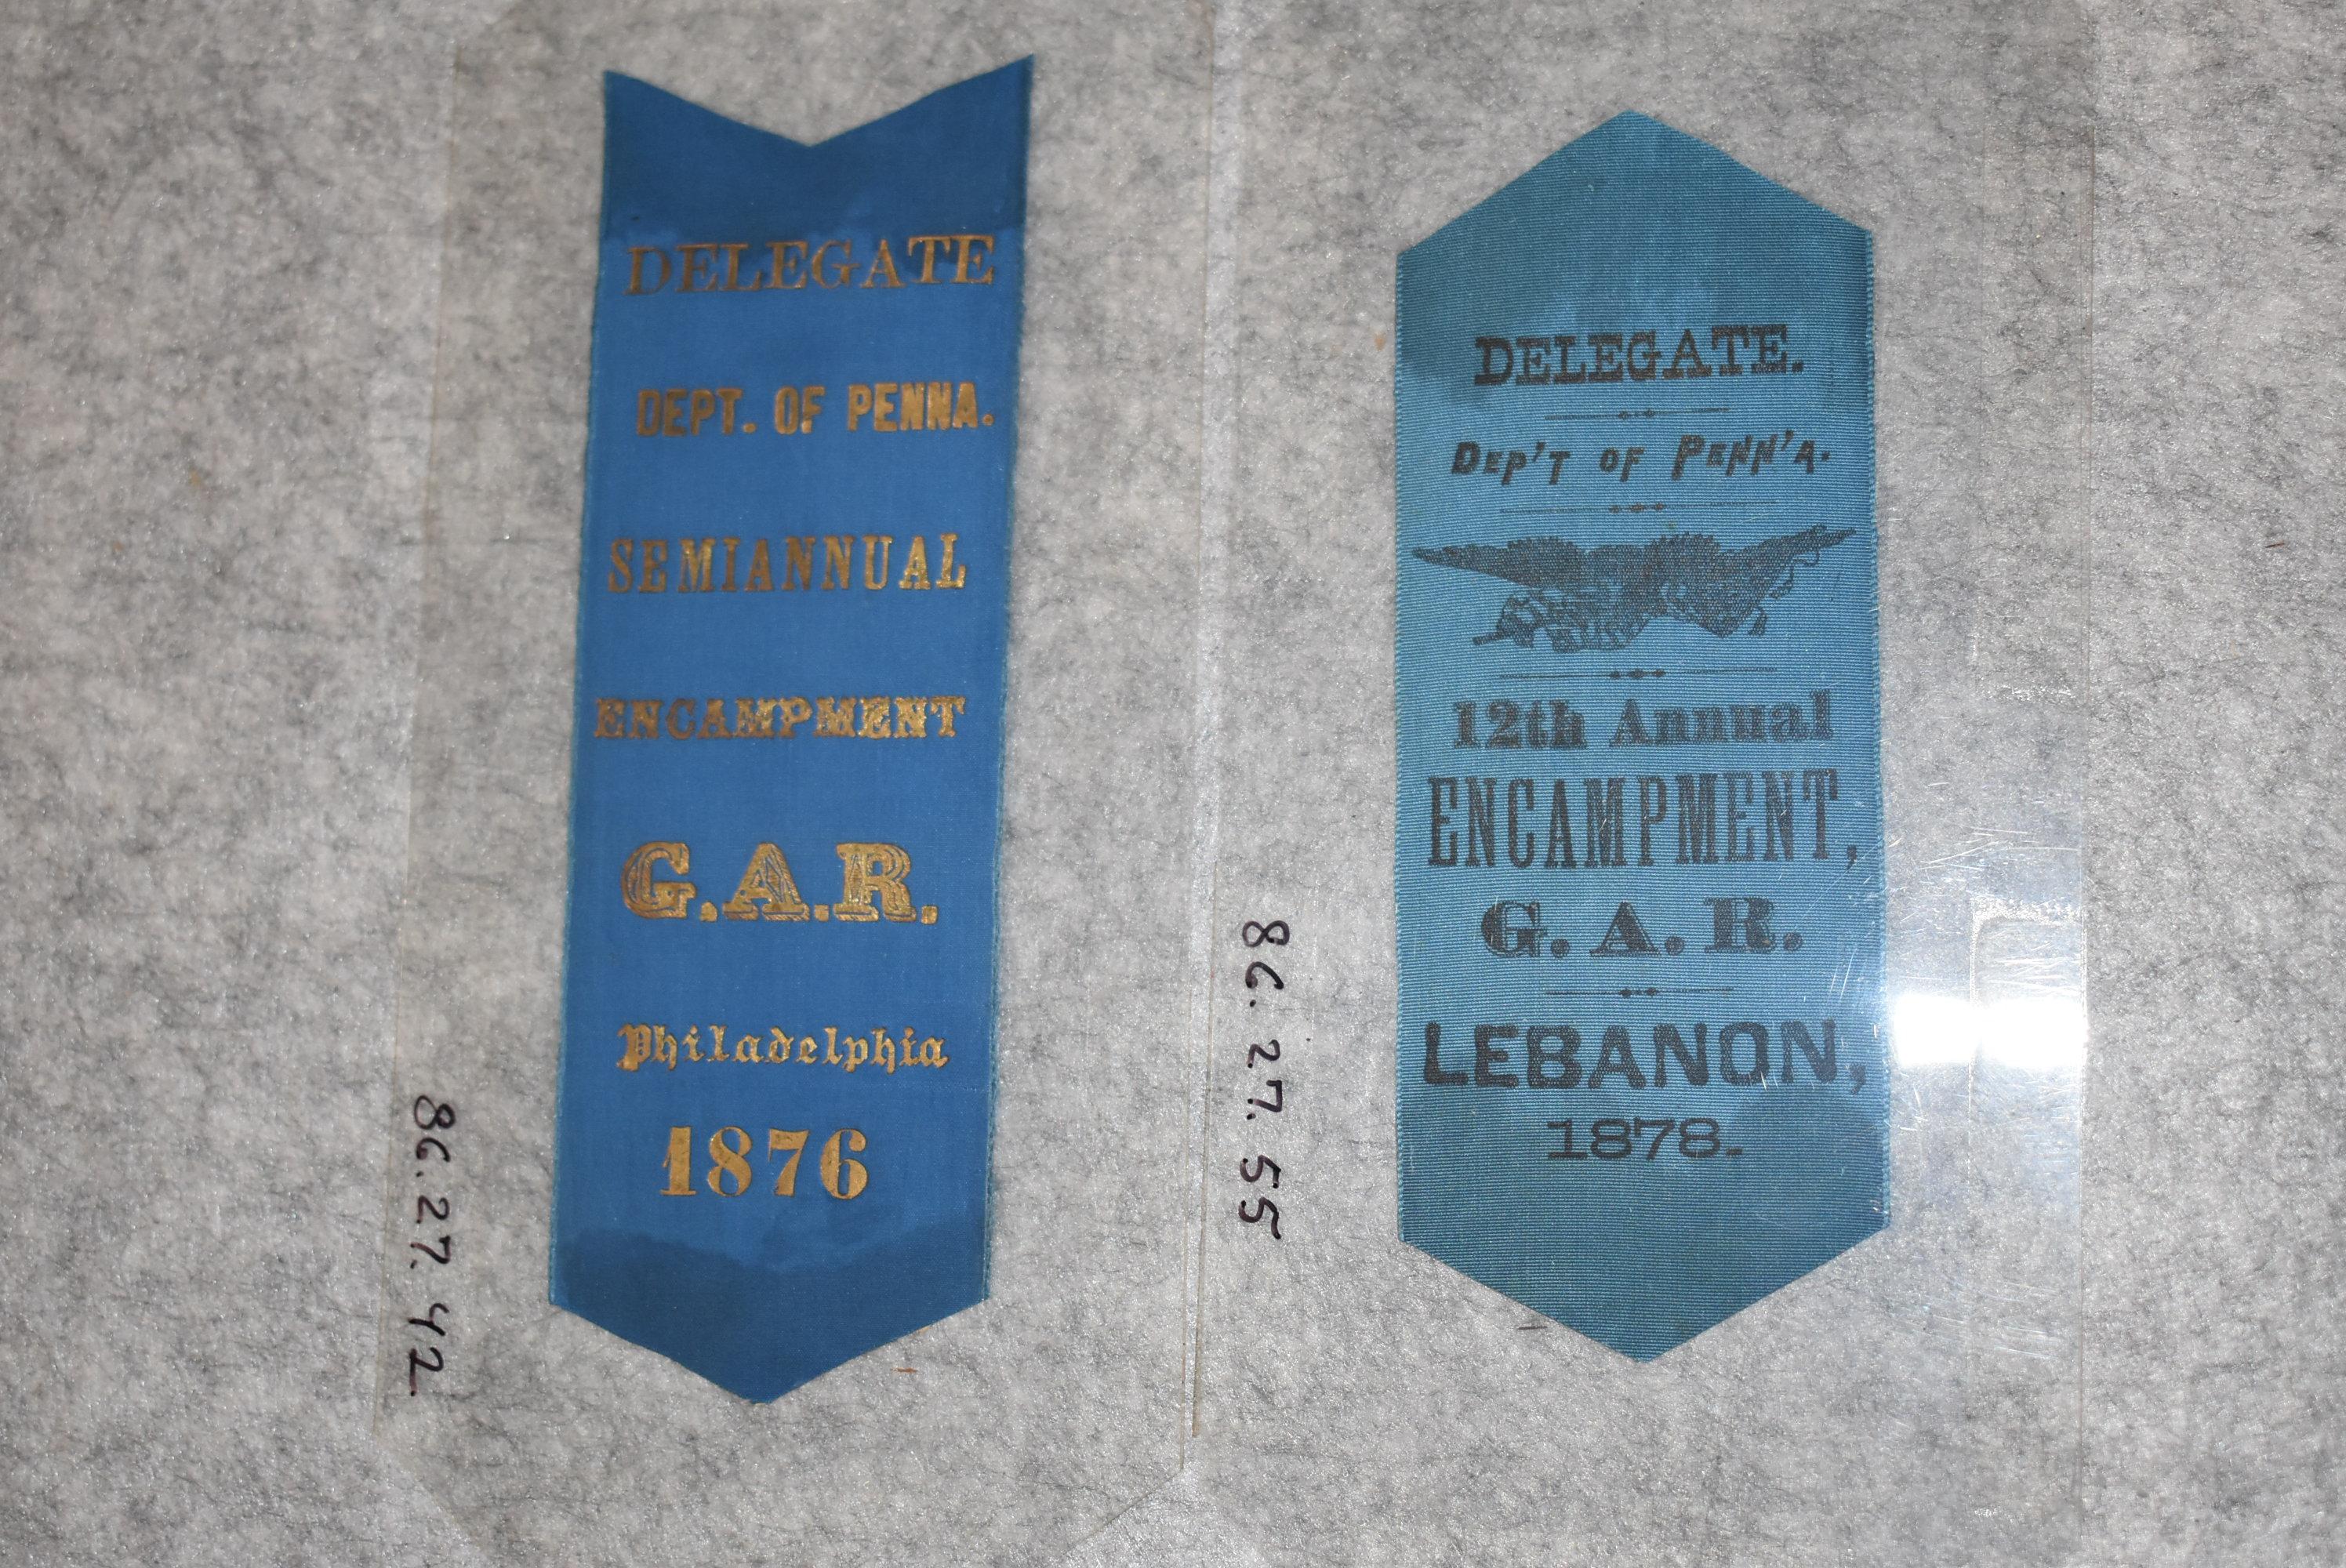 DELEGATE
DEPT. OF PENNA.
SEMIANNUAL
ENCAMPMENT
G.A.R.
Philadelphia
1876
86.27.42
DELEGATE.
DEP'T OF PENN'A.
12th Annual
ENCAMPMENT,
G. A. R.
LEBANON,
1878.
86.27.55